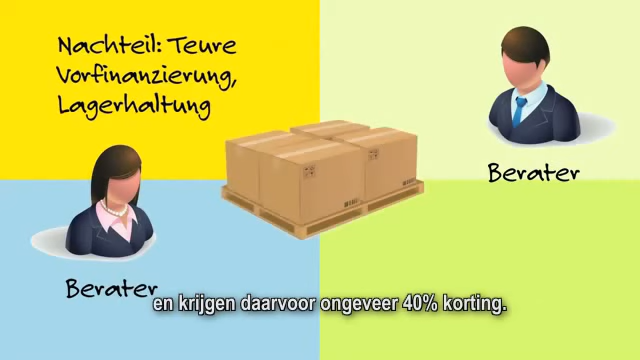 Nachteil: Teure
Vorfinanzierung,
Lagerhaltung
Berater
Berater
en krijgen daarvoor ongeveer 40% korting.